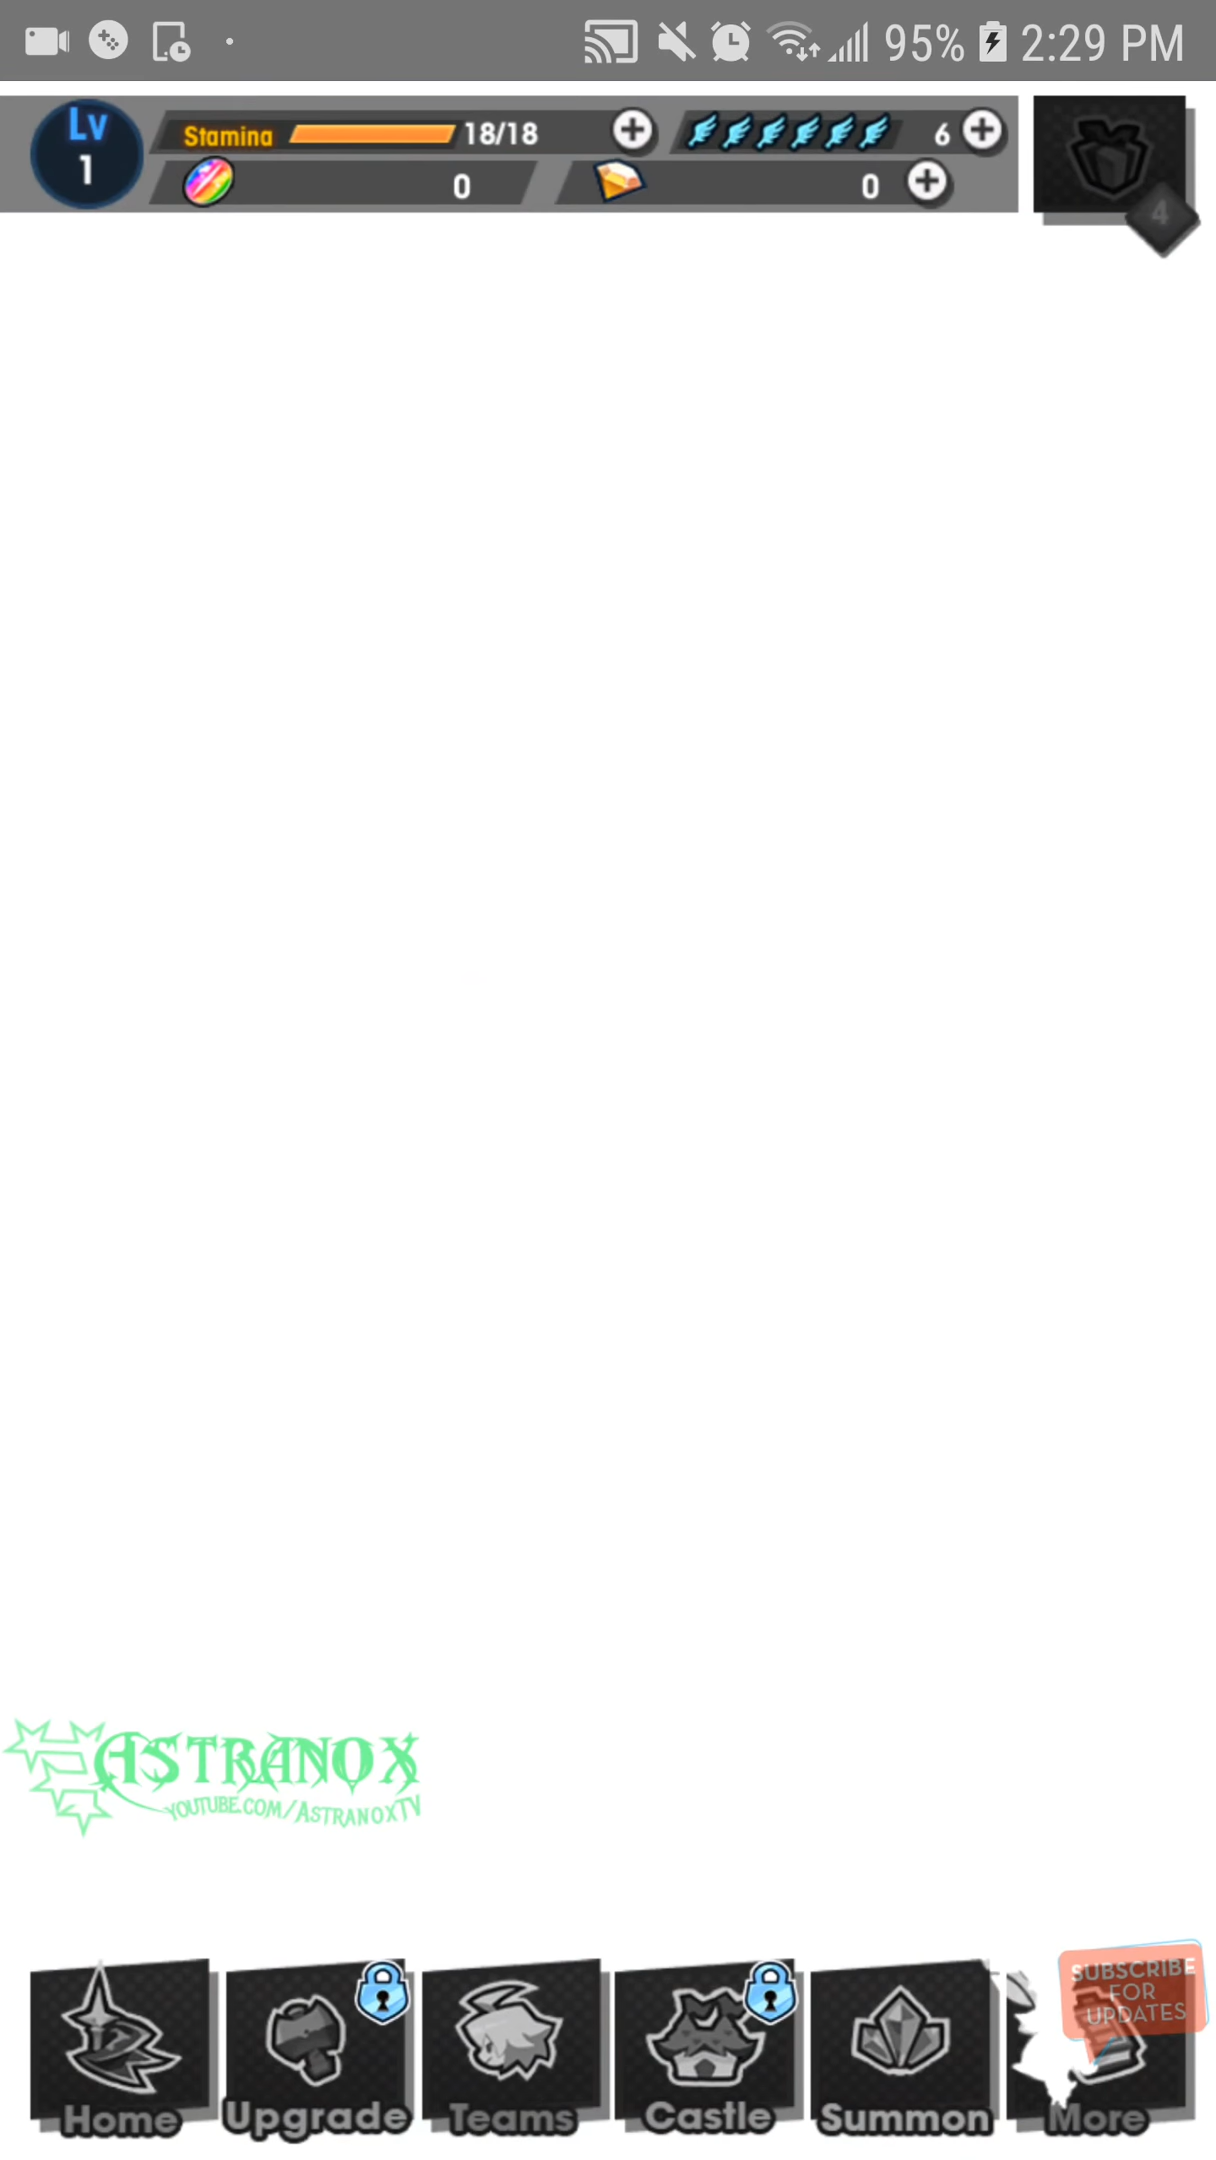 95% 2:29 PM
Lv
1
Stamina 18/18
6
0
0
4
ASTRANOX
YOUTUBE.COM/ASTRANOXTV
SUBSCRIBE
FOR
UPDATES
Home Upgrade Teams Castle Summon More